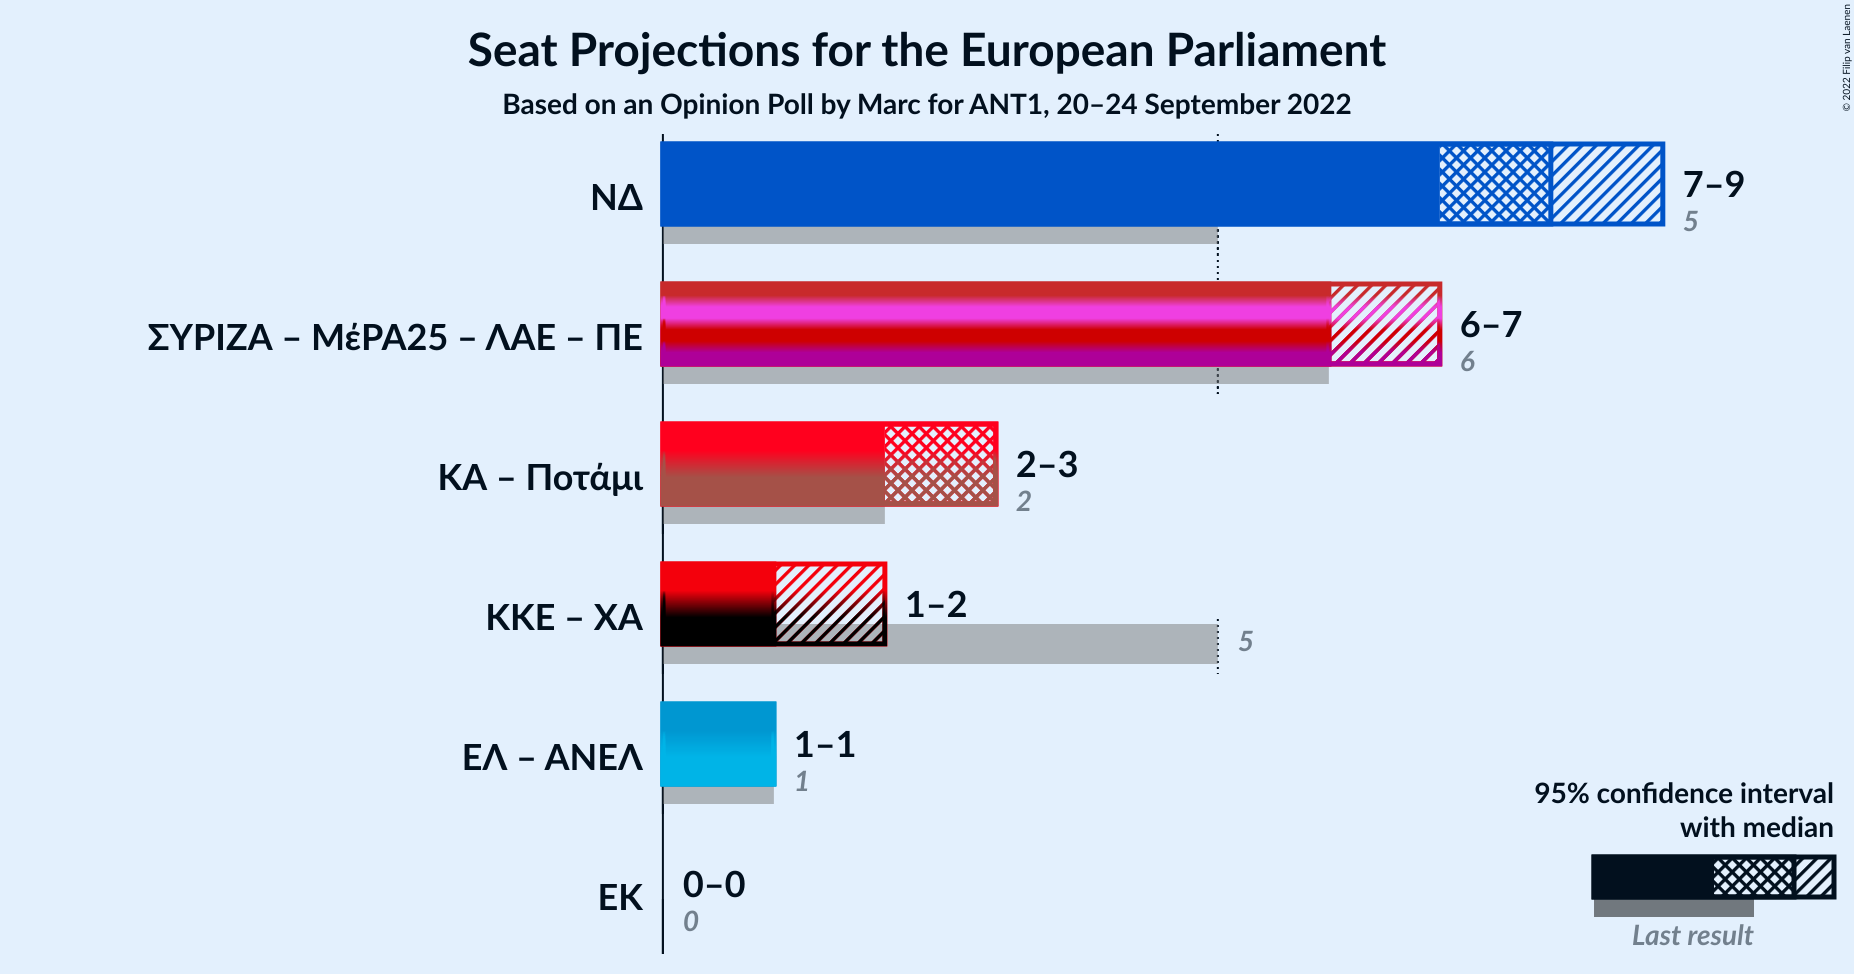 Seat Projections for the European Parliament
Based on an Opinion Poll by Marc for ANT1, 20–24 September 2022
© 2022 Filip van Laenen
ΝΔ
7–9
5
ΣΥΡΙΖΑ – ΜέΡΑ25 – ΛΑΕ – ΠΕ
6–7
6
ΚΑ – Ποτάμι
2–3
2
ΚΚΕ – ΧΑ
1–2
5
ΕΛ – ΑΝΕΛ
1–1
1
ΕΚ
0–0
0
95% confidence interval
with median
Last result